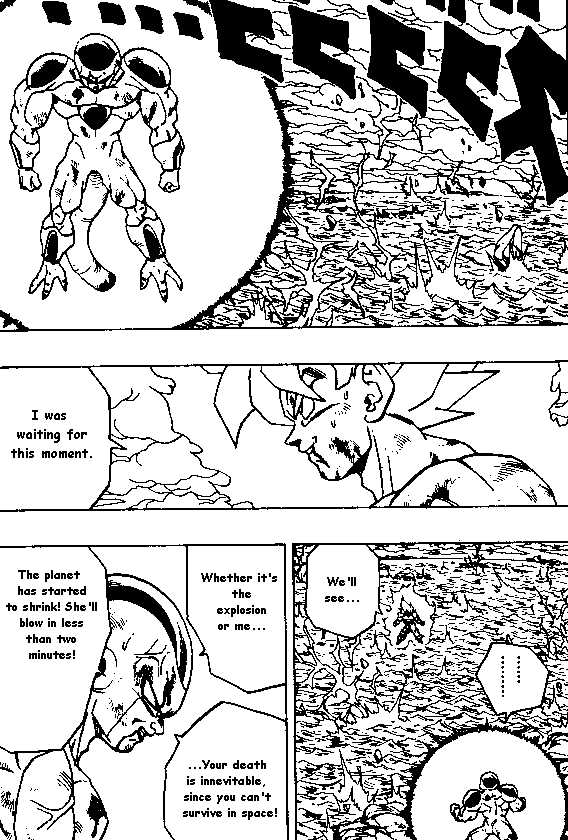 I was
waiting for
this moment.
The planet
has started
to shrink! She'll
blow in less
than two
minutes!
Whether it's
the
explosion
or me...
...Your death
is innevitable,
since you can't
survive in space!
We'll
see...